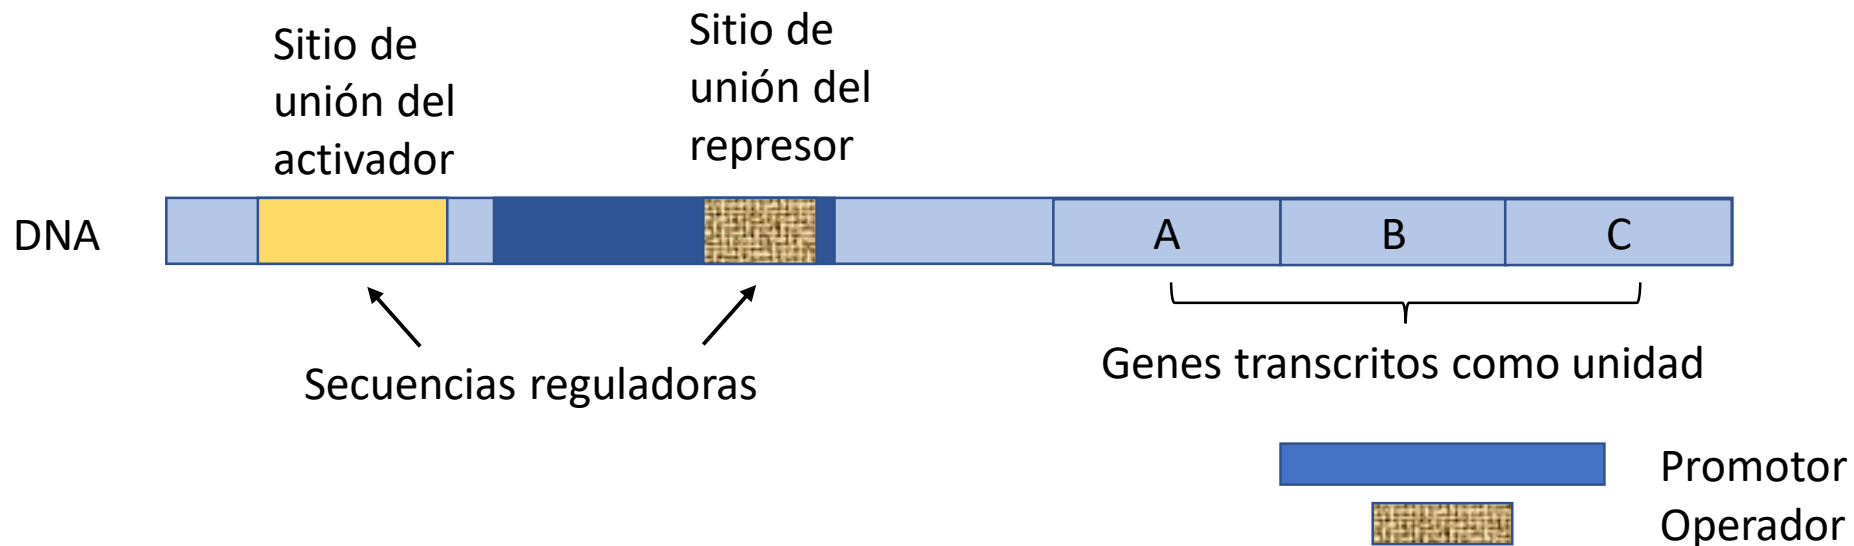 Sitio de
unión del
activador
Sitio de
unión del
represor
DNA
A
B
C
Secuencias reguladoras
Genes transcritos como unidad
Promotor
Operador